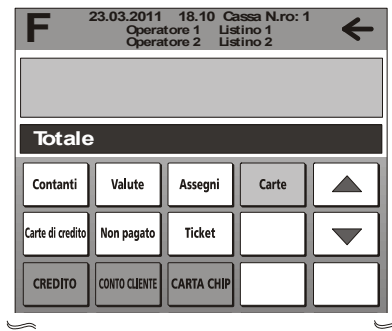 F
23.03.2011 18.10 Cassa N.ro: 1
Operatore 1 Listino 1
Operatore 2 Listino 2
Totale
Contanti Valute Assegni Carte
Carte di credito Non pagato Ticket
CREDITO CONTO CLIENTE CARTA CHIP